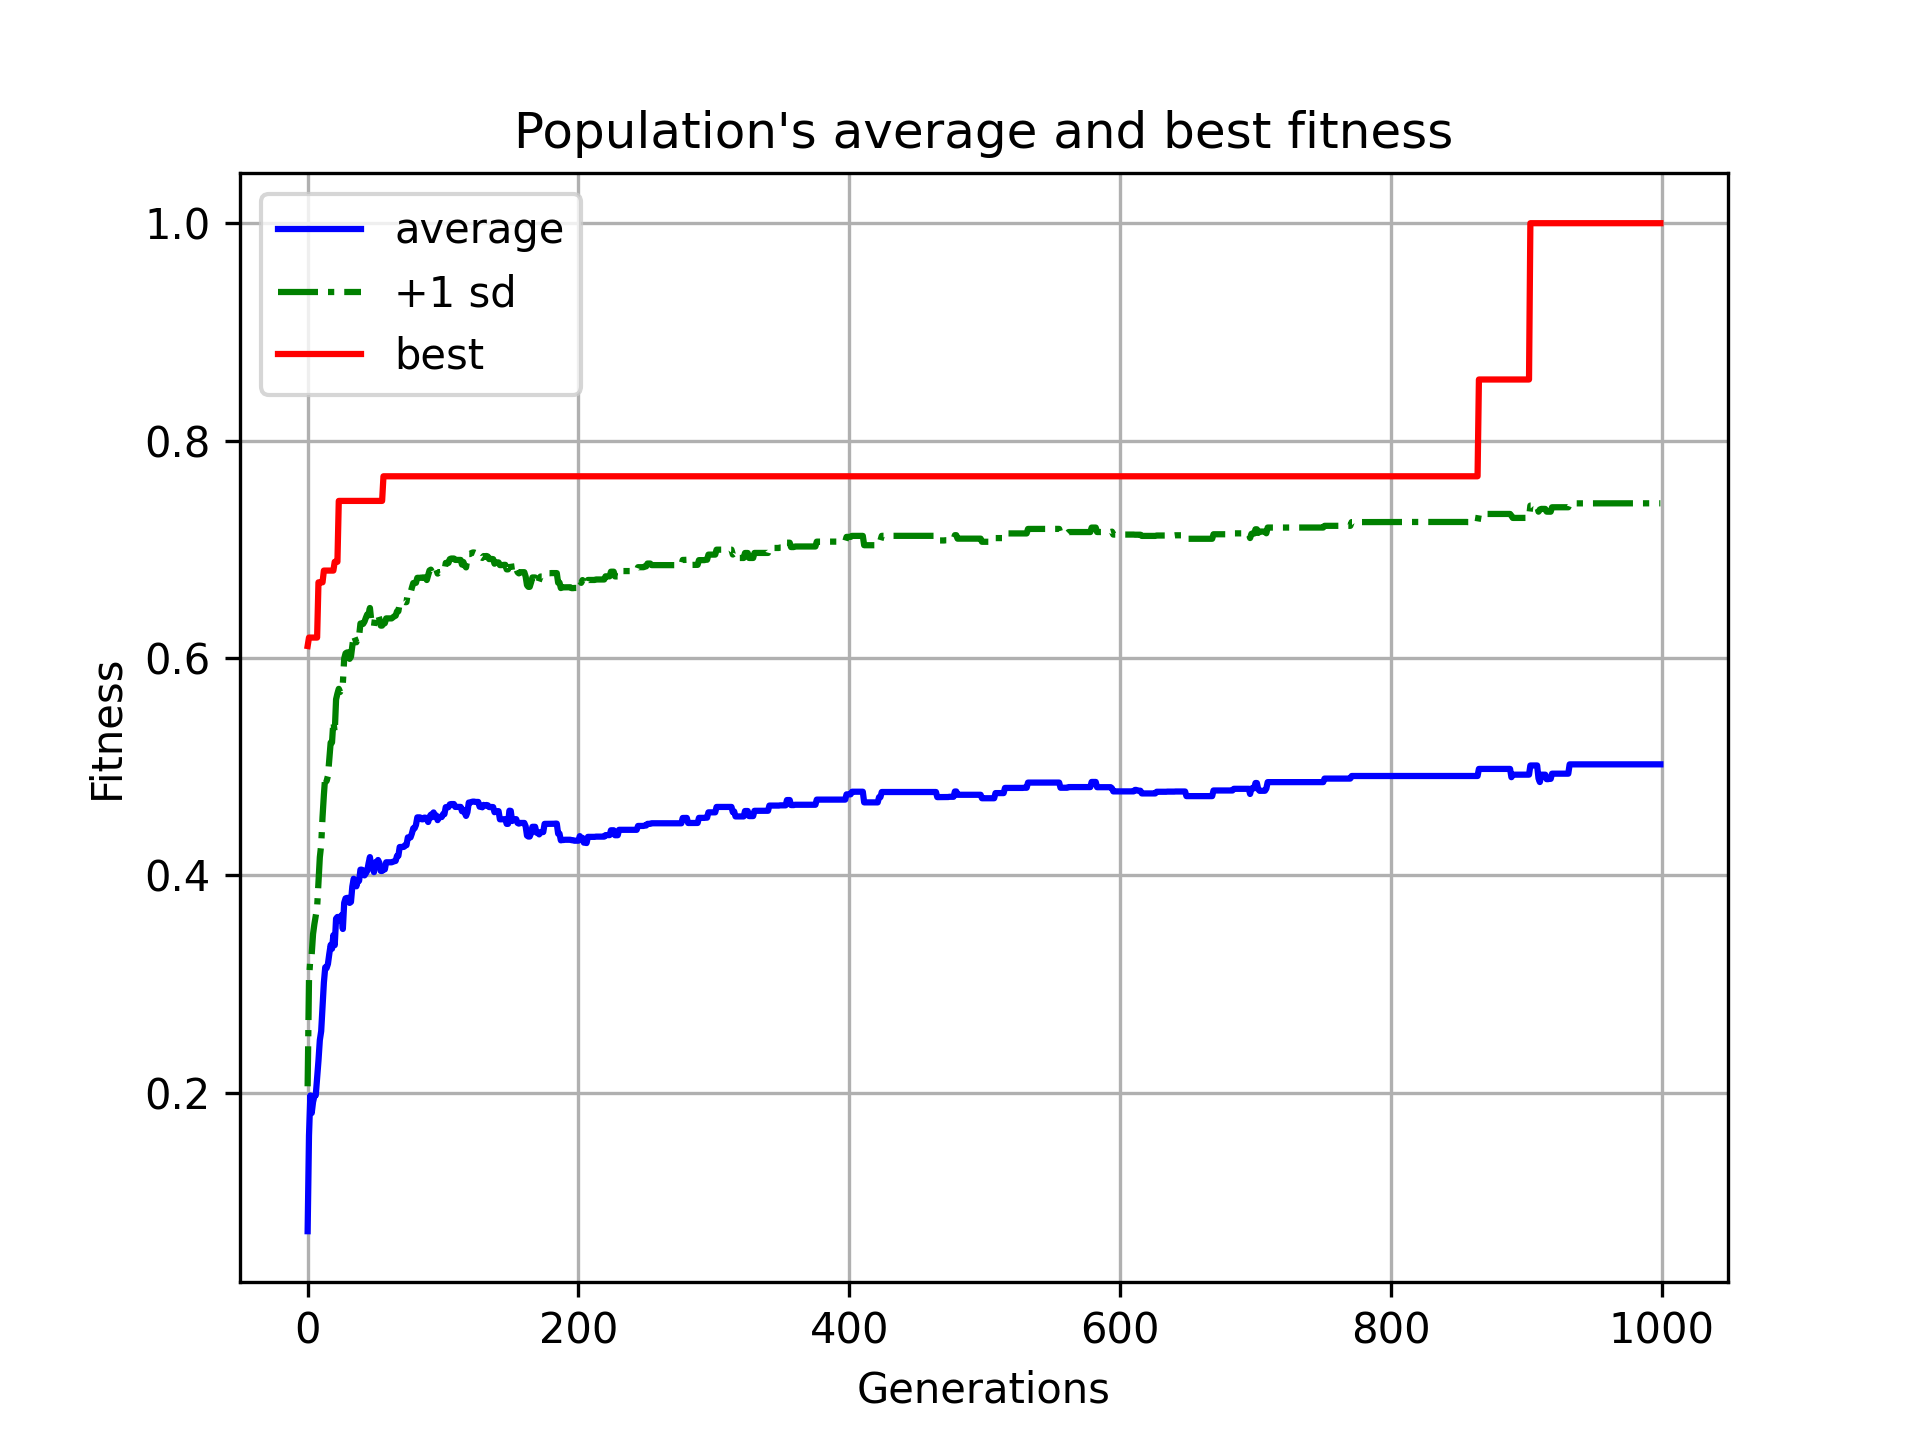 Population's average and best fitness
average
+1 sd
best
1.0
0.8
0.6
0.4
0.2
Fitness
0 200 400 600 800 1000
Generations